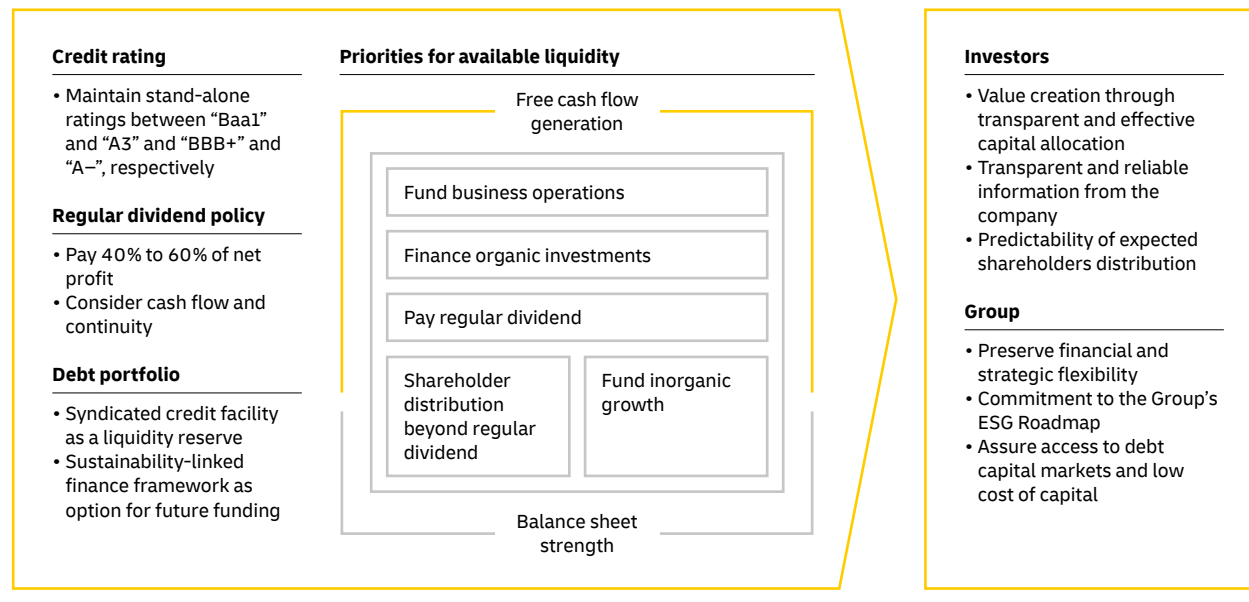 Credit rating
• Maintain stand-alone
ratings between “Baa1”
and “A3” and “BBB+” and
“A–”, respectively
Regular dividend policy
• Pay 40% to 60% of net
profit
• Consider cash flow and
continuity
Debt portfolio
• Syndicated credit facility
as a liquidity reserve
• Sustainability-linked
finance framework as
option for future funding
Priorities for available liquidity
Free cash flow
generation
Fund business operations
Finance organic investments
Pay regular dividend
Shareholder
distribution
beyond regular
dividend
Fund inorganic
growth
Balance sheet
strength
Investors
• Value creation through
transparent and effective
capital allocation
• Transparent and reliable
information from the
company
• Predictability of expected
shareholders distribution
Group
• Preserve financial and
strategic flexibility
• Commitment to the Group’s
ESG Roadmap
• Assure access to debt
capital markets and low
cost of capital